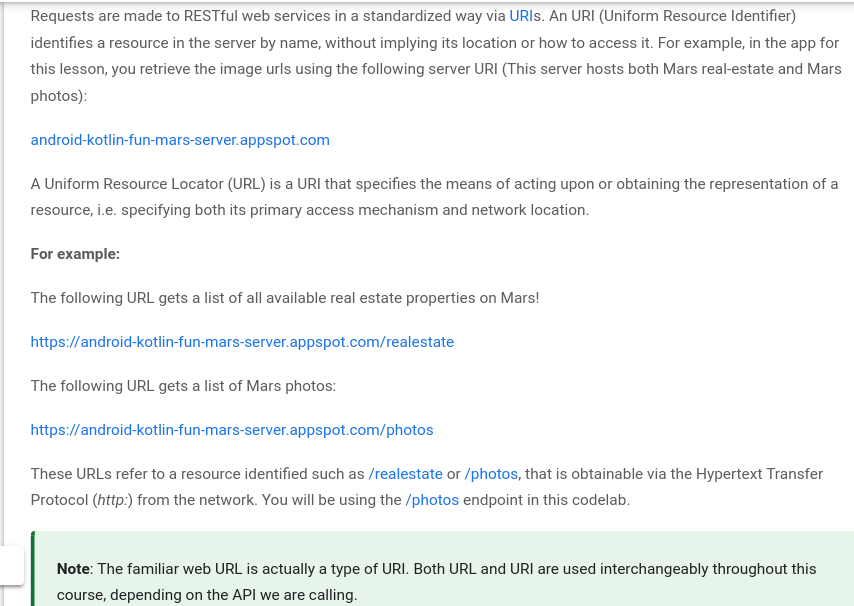 Requests are made to RESTful web services in a standardized way via URIs. An URI (Uniform Resource Identifier)
identifies a resource in the server by name, without implying its location or how to access it. For example, in the app for
this lesson, you retrieve the image urls using the following server URI (This server hosts both Mars real-estate and Mars
photos):
android-kotlin-fun-mars-server.appspot.com
A Uniform Resource Locator (URL) is a URI that specifies the means of acting upon or obtaining the representation of a
resource, i.e. specifying both its primary access mechanism and network location.
For example:
The following URL gets a list of all available real estate properties on Mars!
https://android-kotlin-fun-mars-server.appspot.com/realestate
The following URL gets a list of Mars photos:
https://android-kotlin-fun-mars-server.appspot.com/photos
These URLs refer to a resource identified such as /realestate or /photos, that is obtainable via the Hypertext Transfer
Protocol (http:) from the network. You will be using the /photos endpoint in this codelab.
Note: The familiar web URL is actually a type of URI. Both URL and URI are used interchangeably throughout this
course, depending on the API we are calling.